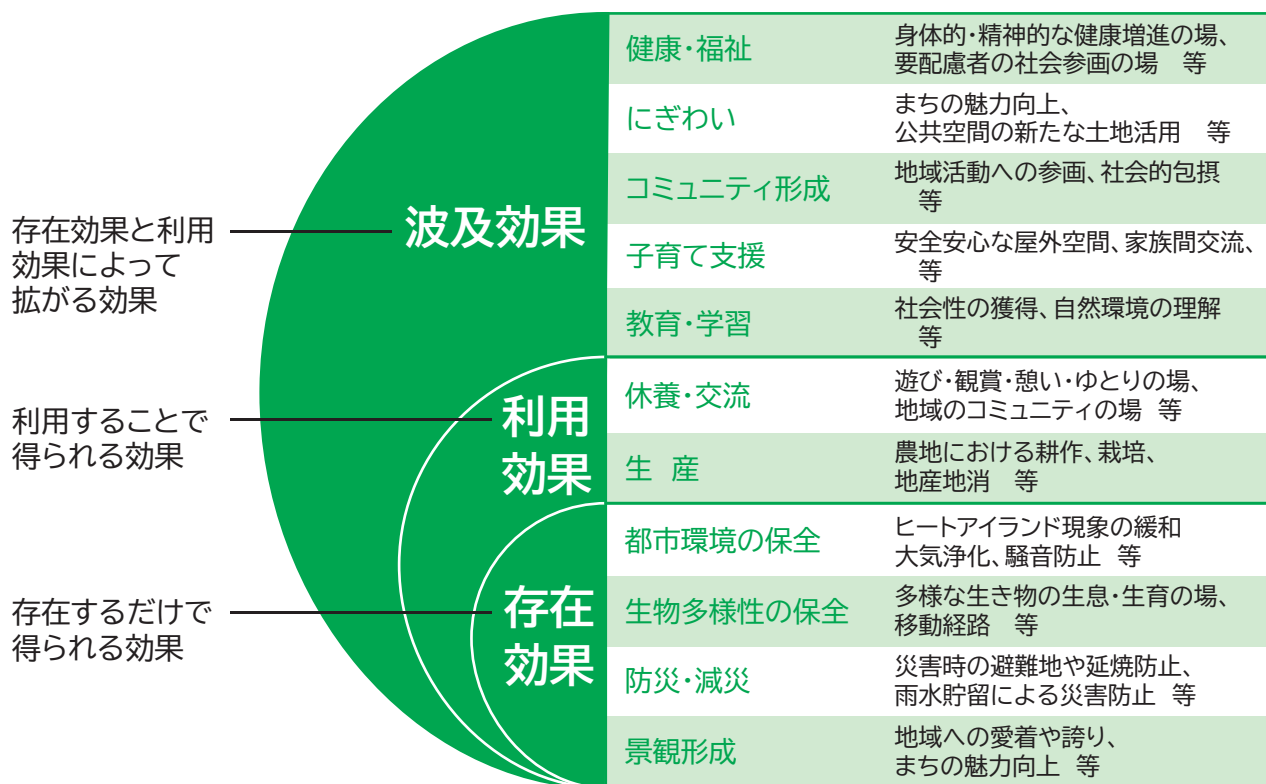 存在効果と利用
効果によって
拡がる効果
波及効果
健康・福祉
身体的・精神的な健康増進の場、
要配慮者の社会参画の場　等
にぎわい
まちの魅力向上、
公共空間の新たな土地活用　等
コミュニティ形成
地域活動への参画、社会的包摂
等
子育て支援
安全安心な屋外空間、家族間交流、
等
教育・学習
社会性の獲得、自然環境の理解
等
利用することで
得られる効果
利用
効果
休養・交流
遊び・観賞・憩い・ゆとりの場、
地域のコミュニティの場　等
生　産
農地における耕作、栽培、
地産地消　等
存在するだけで
得られる効果
存在
効果
都市環境の保全
ヒートアイランド現象の緩和
大気浄化、騒音防止　等
生物多様性の保全
多様な生き物の生息・生育の場、
移動経路　等
防災・減災
災害時の避難地や延焼防止、
雨水貯留による災害防止　等
景観形成
地域への愛着や誇り、
まちの魅力向上　等